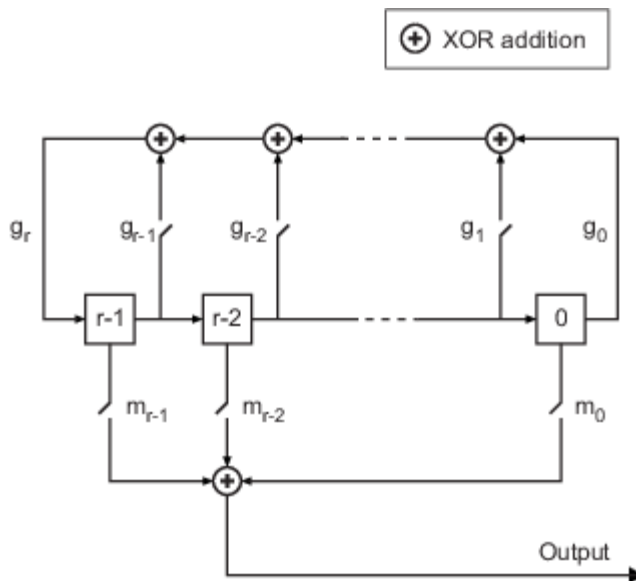 XOR addition
g_r g_{r-1} g_{r-2} g_1 g_0
r-1 r-2 0
m_{r-1} m_{r-2} m_0
Output